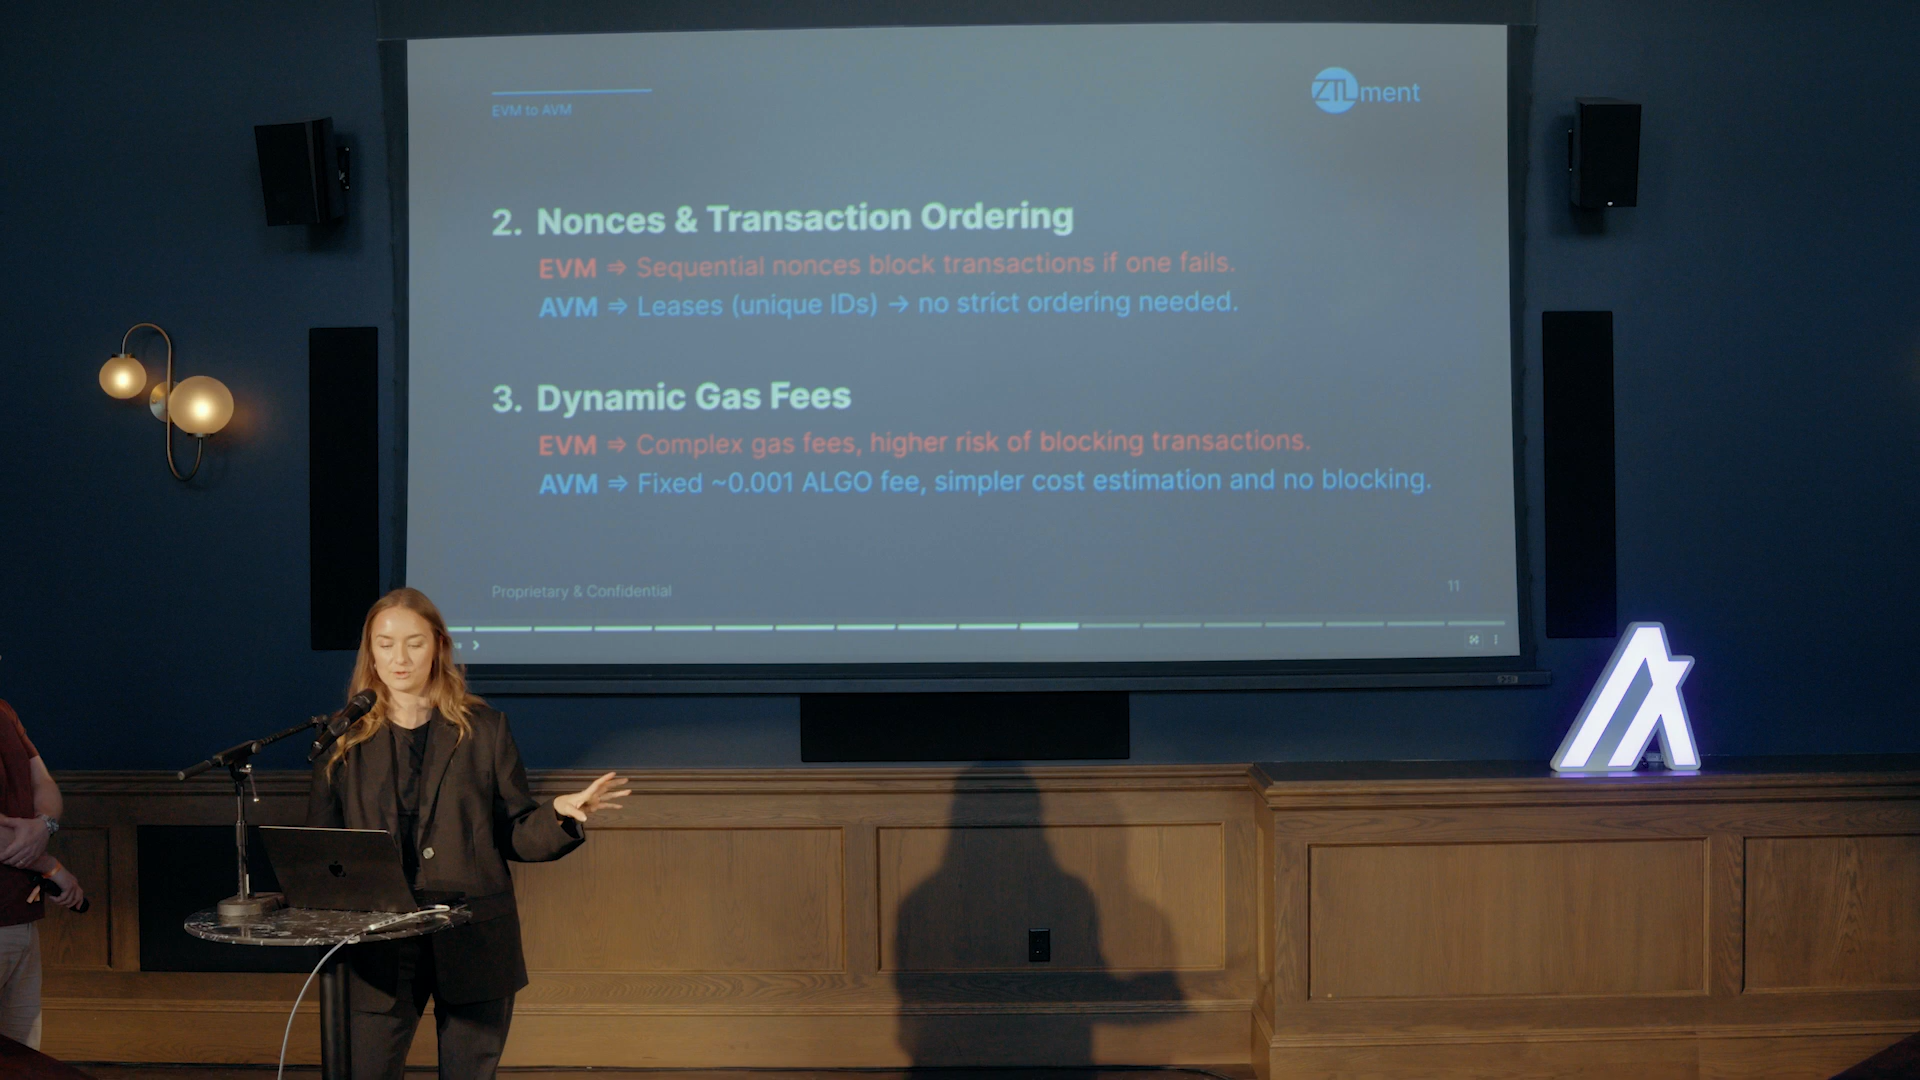 EVM to AVM
ZTLment
2. Nonces & Transaction Ordering
EVM ⇒ Sequential nonces block transactions if one fails.
AVM ⇒ Leases (unique IDs) → no strict ordering needed.
3. Dynamic Gas Fees
EVM ⇒ Complex gas fees, higher risk of blocking transactions.
AVM ⇒ Fixed ~0.001 ALGO fee, simpler cost estimation and no blocking.
Proprietary & Confidential
11